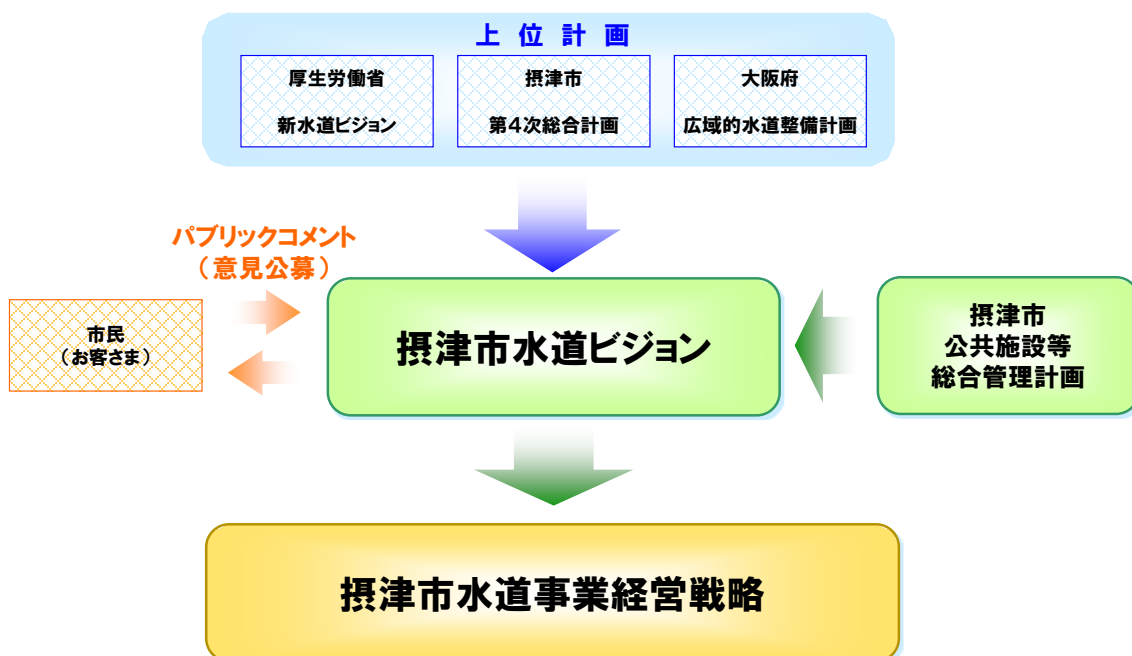 上位計画
厚生労働省
新水道ビジョン
摂津市
第4次総合計画
大阪府
広域的水道整備計画
パブリックコメント
（意見公募）
市民
（お客さま）
摂津市水道ビジョン
摂津市
公共施設等
総合管理計画
摂津市水道事業経営戦略